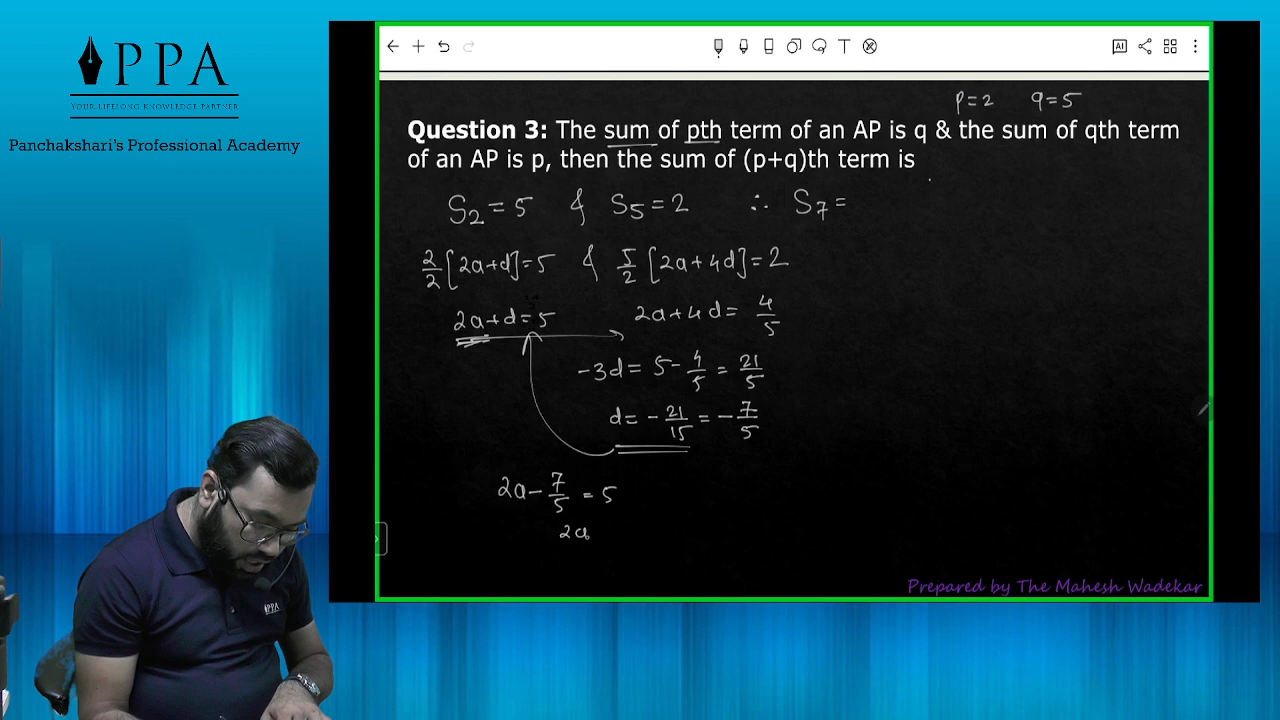 PPA
YOUR LIFELONG KNOWLEDGE PARTNER
Panchakshari's Professional Academy
AI
T
p=2 q=5
Question 3: The sum of pth term of an AP is q & the sum of qth term
of an AP is p, then the sum of (p+q)th term is
S2=5 & S5=2 ∴ S7=
2/2[2a+d]=5 & 5/2[2a+4d]=2
2a+d=5 2a+4d=4/5
-3d=5-4/5=21/5
d=-21/15=-7/5
2a-7/5=5
2a
PPA
Prepared by The Mahesh Wadekar